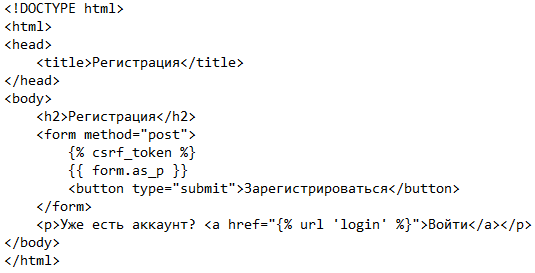 <!DOCTYPE html>
<html>
<head>
    <title>Регистрация</title>
</head>
<body>
    <h2>Регистрация</h2>
    <form method="post">
        {% csrf_token %}
        {{ form.as_p }}
        <button type="submit">Зарегистрироваться</button>
    </form>
    <p>Уже есть аккаунт? <a href="{% url 'login' %}">Войти</a></p>
</body>
</html>